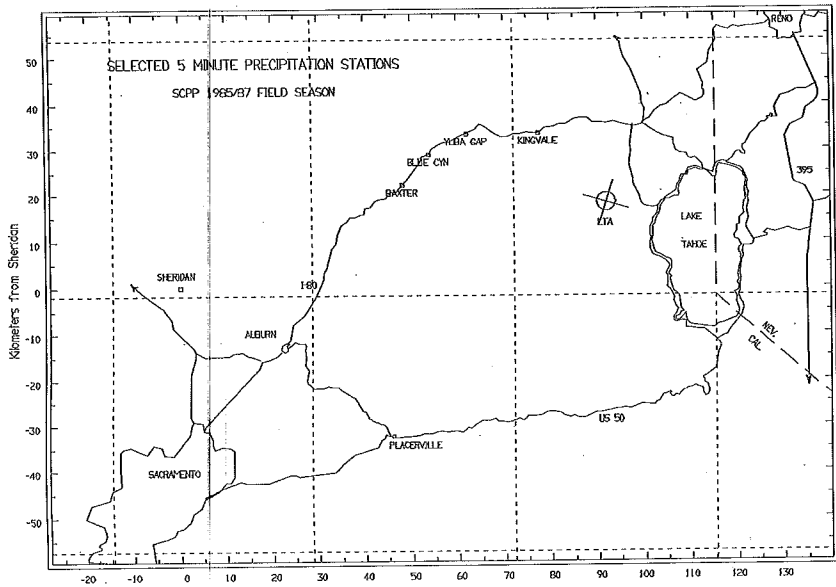 RENO
SELECTED 5 MINUTE PRECIPITATION STATIONS
SCPP 1985/87 FIELD SEASON
YUBA GAP
KINGVALE
BLUE CYN
BAXTER
395
LTA
LAKE
TAHOE
SHERIDAN
I-80
AUBURN
NEV.
CAL.
US 50
PLACERVILLE
SACRAMENTO
Kilometers from Sheridan
50
40
30
20
10
0
-10
-20
-30
-40
-50
-20 -10 0 10 20 30 40 50 60 70 80 90 100 110 120 130